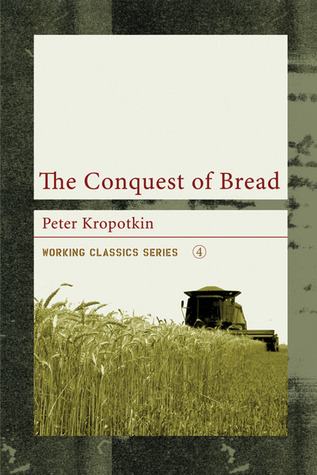 The Conquest of Bread
Peter Kropotkin
WORKING CLASSICS SERIES 4